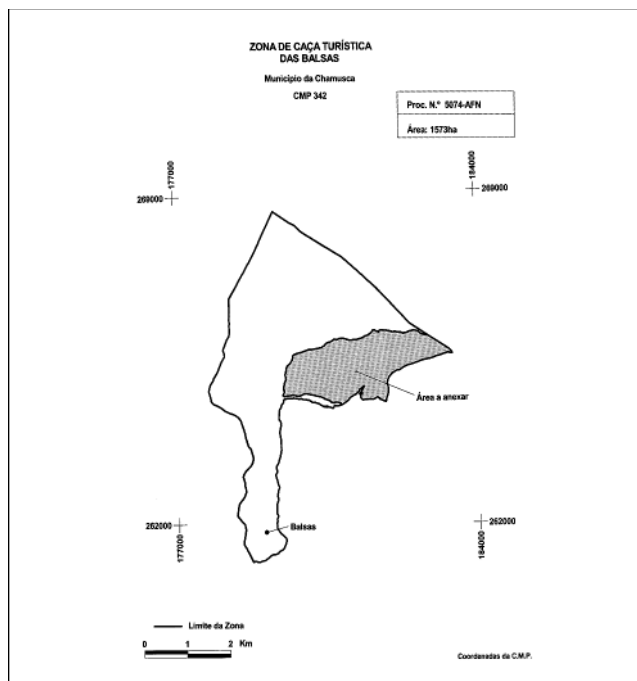 ZONA DE CAÇA TURÍSTICA
DAS BALSAS
Município da Chamusca
CMP 342
Proc. N.º 5074-AFN
Área: 1573ha
177000
269000
184000
269000
Área a anexar
262000
177000
Balsas
262000
184000
Limite da Zona
0 1 2 Km
Coordenadas da C.M.P.